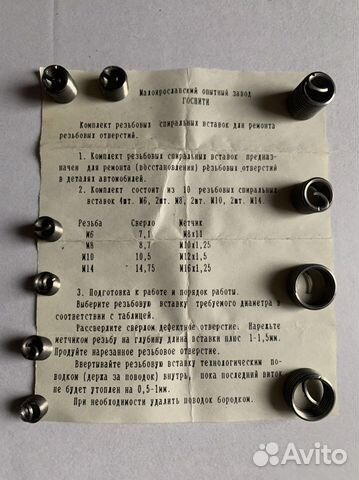 Малоярославский опытный завод
ГОСНИТИ
Комплект резьбовых спиральных вставок для ремонта
резьбовых отверстий.
1. Комплект резьбовых спиральных вставок предназ-
начен для ремонта (восстановления) резьбовых отверстий
в деталях автомобилей.
2. Комплект состоит из 10 резьбовых спиральных
вставок 4шт. М6, 2шт. М8, 2шт. М10, 2шт. М14.
Резьба Сверло Метчик
М6 7,1 М8х1
М8 8,7 М10х1,25
М10 10,5 М12х1,5
М14 14,75 М16х1,25
3. Подготовка к работе и порядок работы.
Выберите резьбовую вставку требуемого диаметра в
соответствии с таблицей.
Рассверлите сверлом дефектное отверстие. Нарежьте
метчиком резьбу на глубину длина вставки плюс 1-1,5мм.
Продуйте нарезанное резьбовое отверстие.
Ввертывайте резьбовую вставку технологическим по-
водком (держа за поводок) внутрь, пока последний виток
не будет утоплен на 0,5-1мм.
При необходимости удалить поводок бородком.
Avito